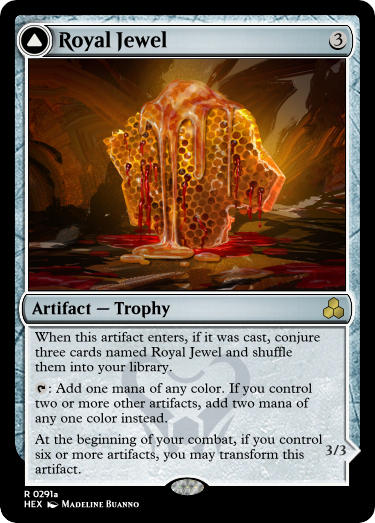 Royal Jewel 3
Artifact — Trophy
When this artifact enters, if it was cast, conjure
three cards named Royal Jewel and shuffle
them into your library.
: Add one mana of any color. If you control
two or more other artifacts, add two mana of
any one color instead.
At the beginning of your combat, if you control
six or more artifacts, you may transform this
artifact.
3/3
R 0291a
HEX Madeline Buanno